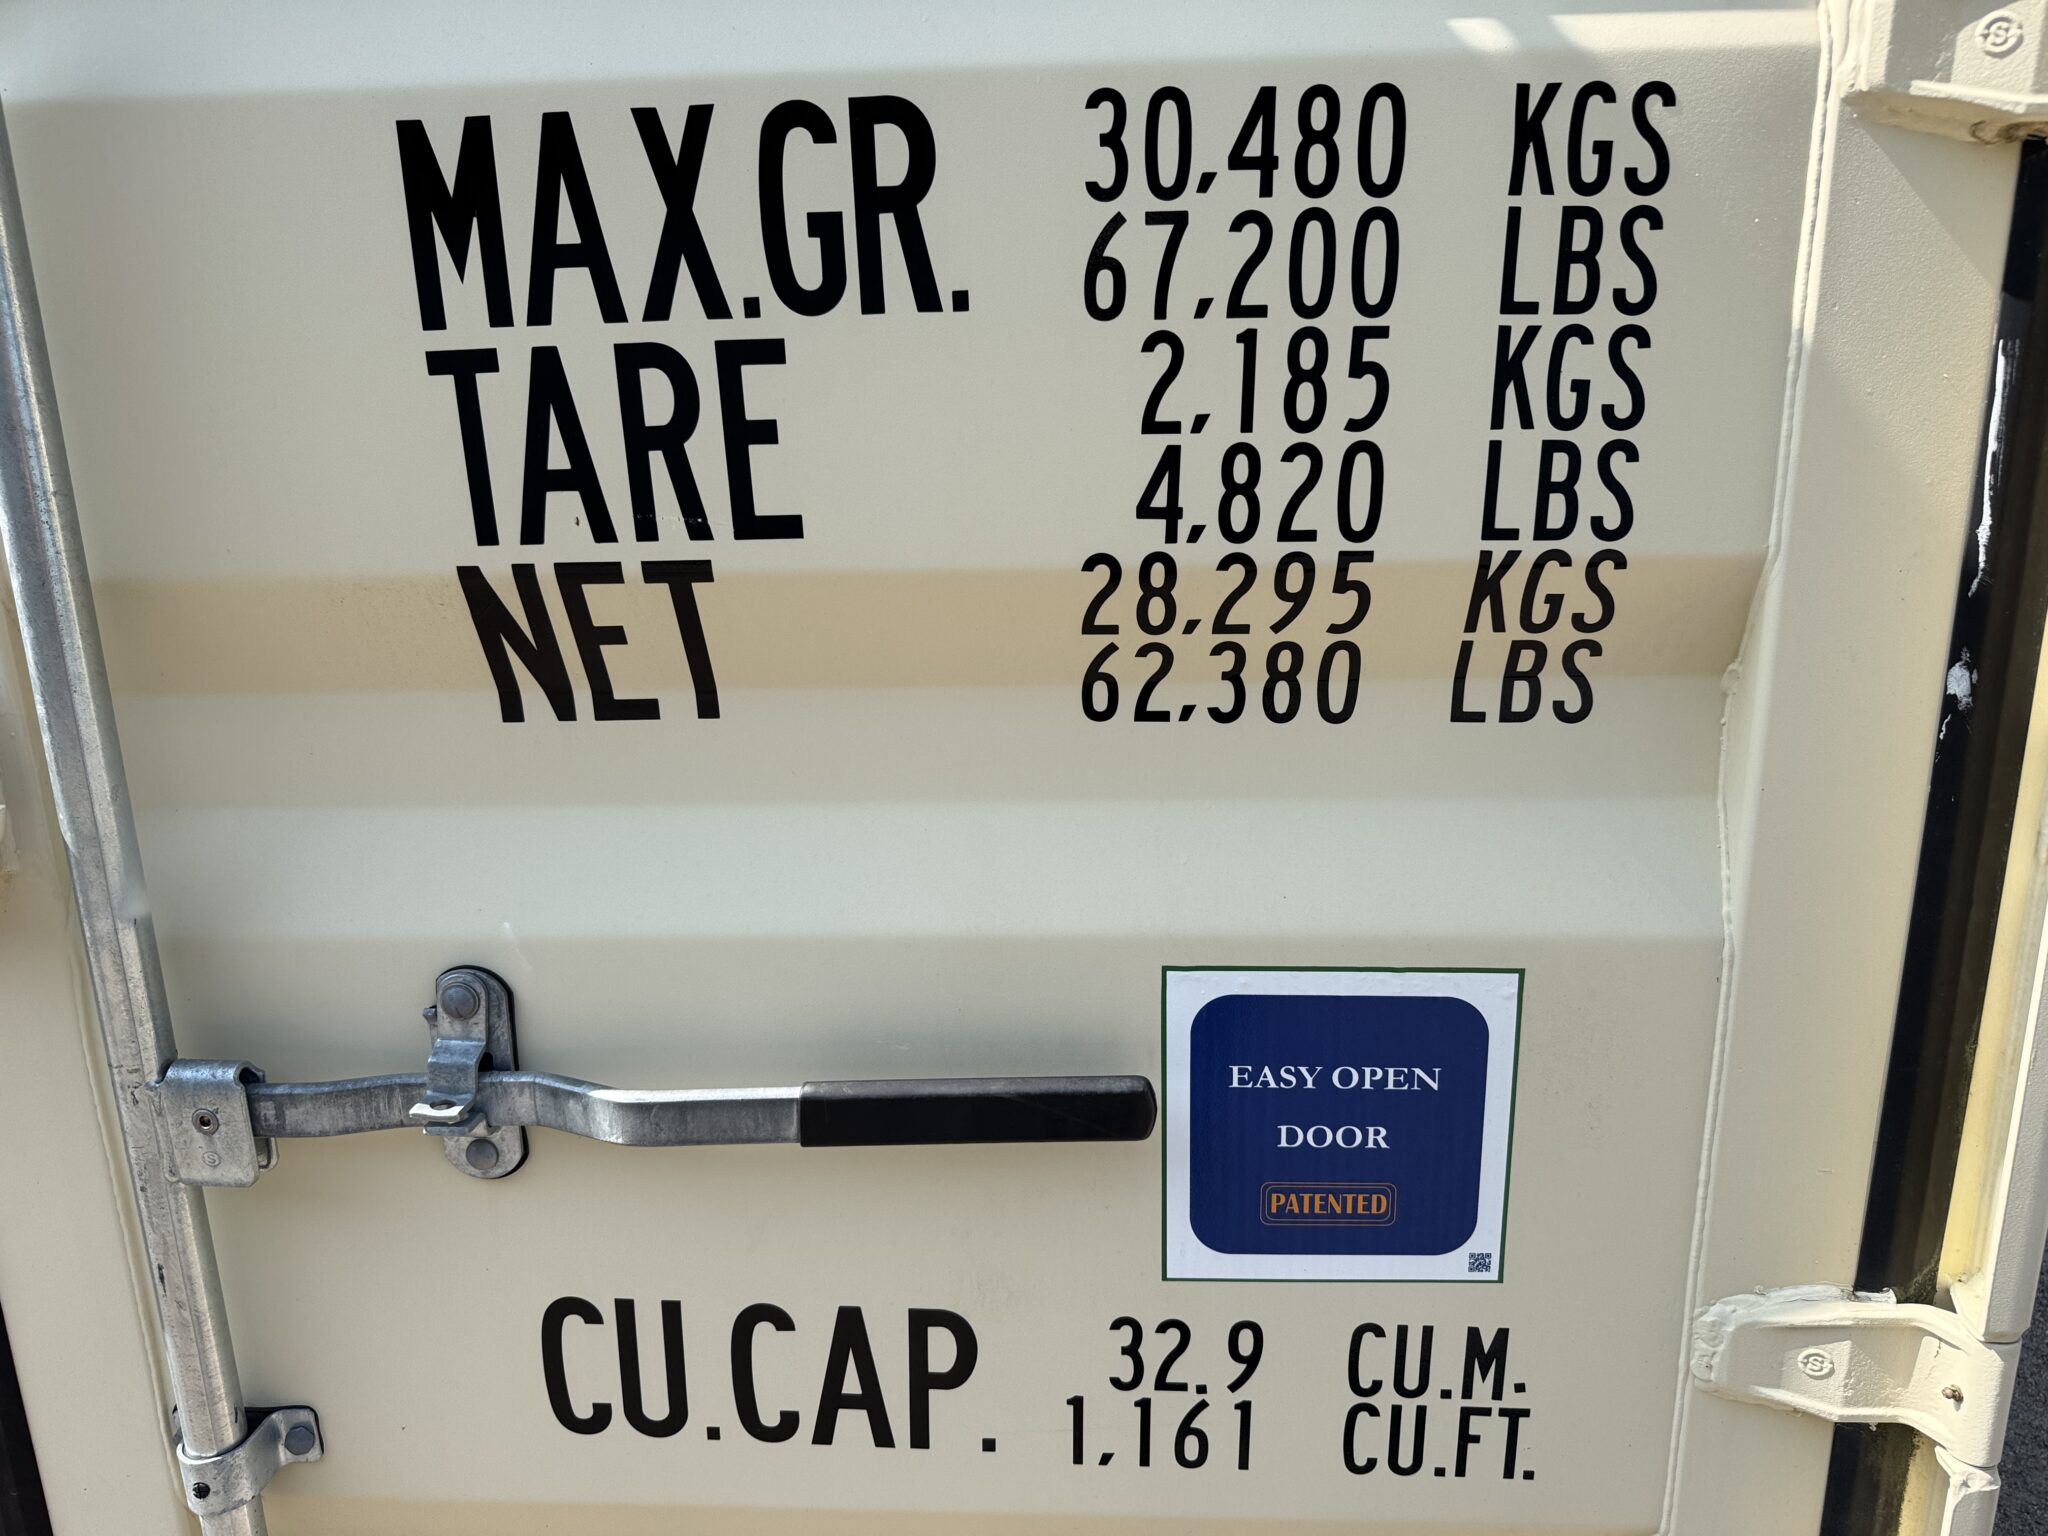 MAX.GR. 30,480 KGS
67,200 LBS
TARE 2,185 KGS
4,820 LBS
NET 28,295 KGS
62,380 LBS
EASY OPEN
DOOR
PATENTED
CU.CAP. 32.9 CU.M.
1,161 CU.FT.